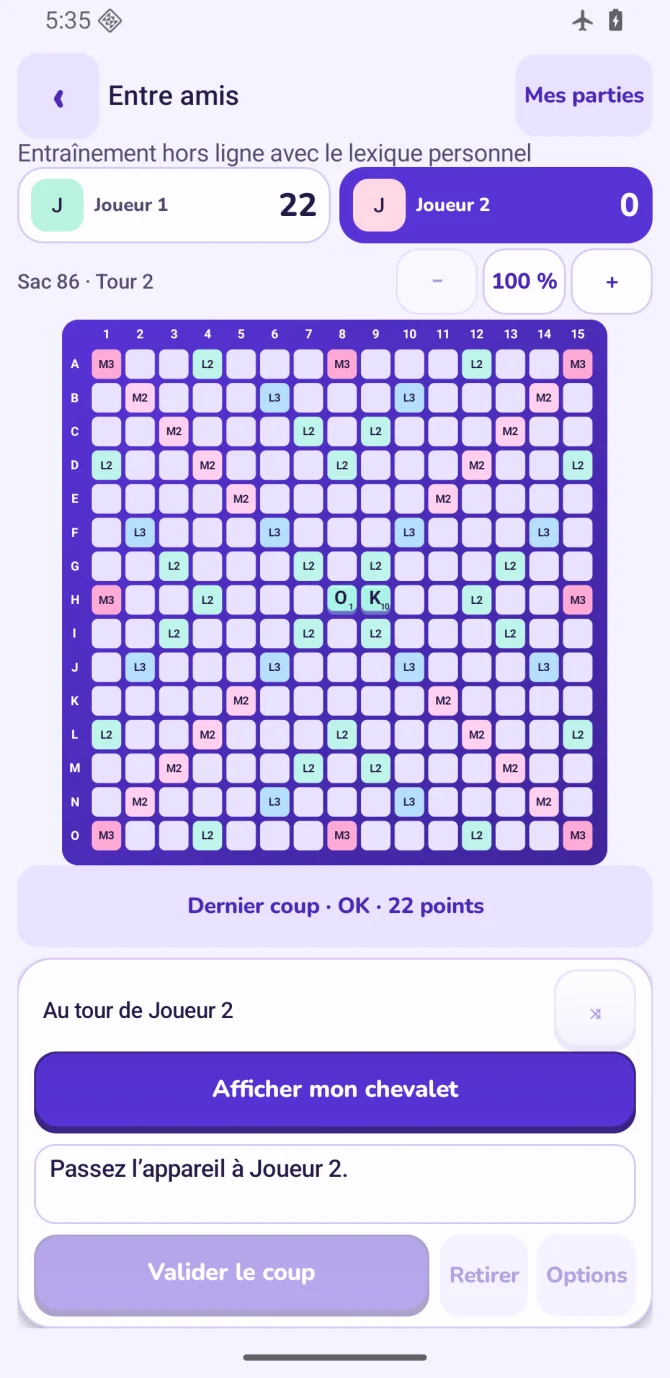 5:35
‹ Entre amis Mes parties
Entraînement hors ligne avec le lexique personnel
J Joueur 1 22 J Joueur 2 0
Sac 86 · Tour 2 − 100 % +
1 2 3 4 5 6 7 8 9 10 11 12 13 14 15
A M3 L2 M3 L2 M3
B M2 L3 L3 M2
C M2 L2 L2 M2
D L2 M2 L2 M2 L2
E M2 M2
F L3 L3 L3 L3
G L2 L2 L2 L2
H M3 L2 O1 K10 L2 M3
I L2 L2 L2 L2
J L3 L3 L3 L3
K M2 M2
L L2 M2 L2 M2 L2
M M2 L2 L2 M2
N M2 L3 L3 M2
O M3 L2 M3 L2 M3
Dernier coup · OK · 22 points
Au tour de Joueur 2
Afficher mon chevalet
Passez l’appareil à Joueur 2.
Valider le coup Retirer Options